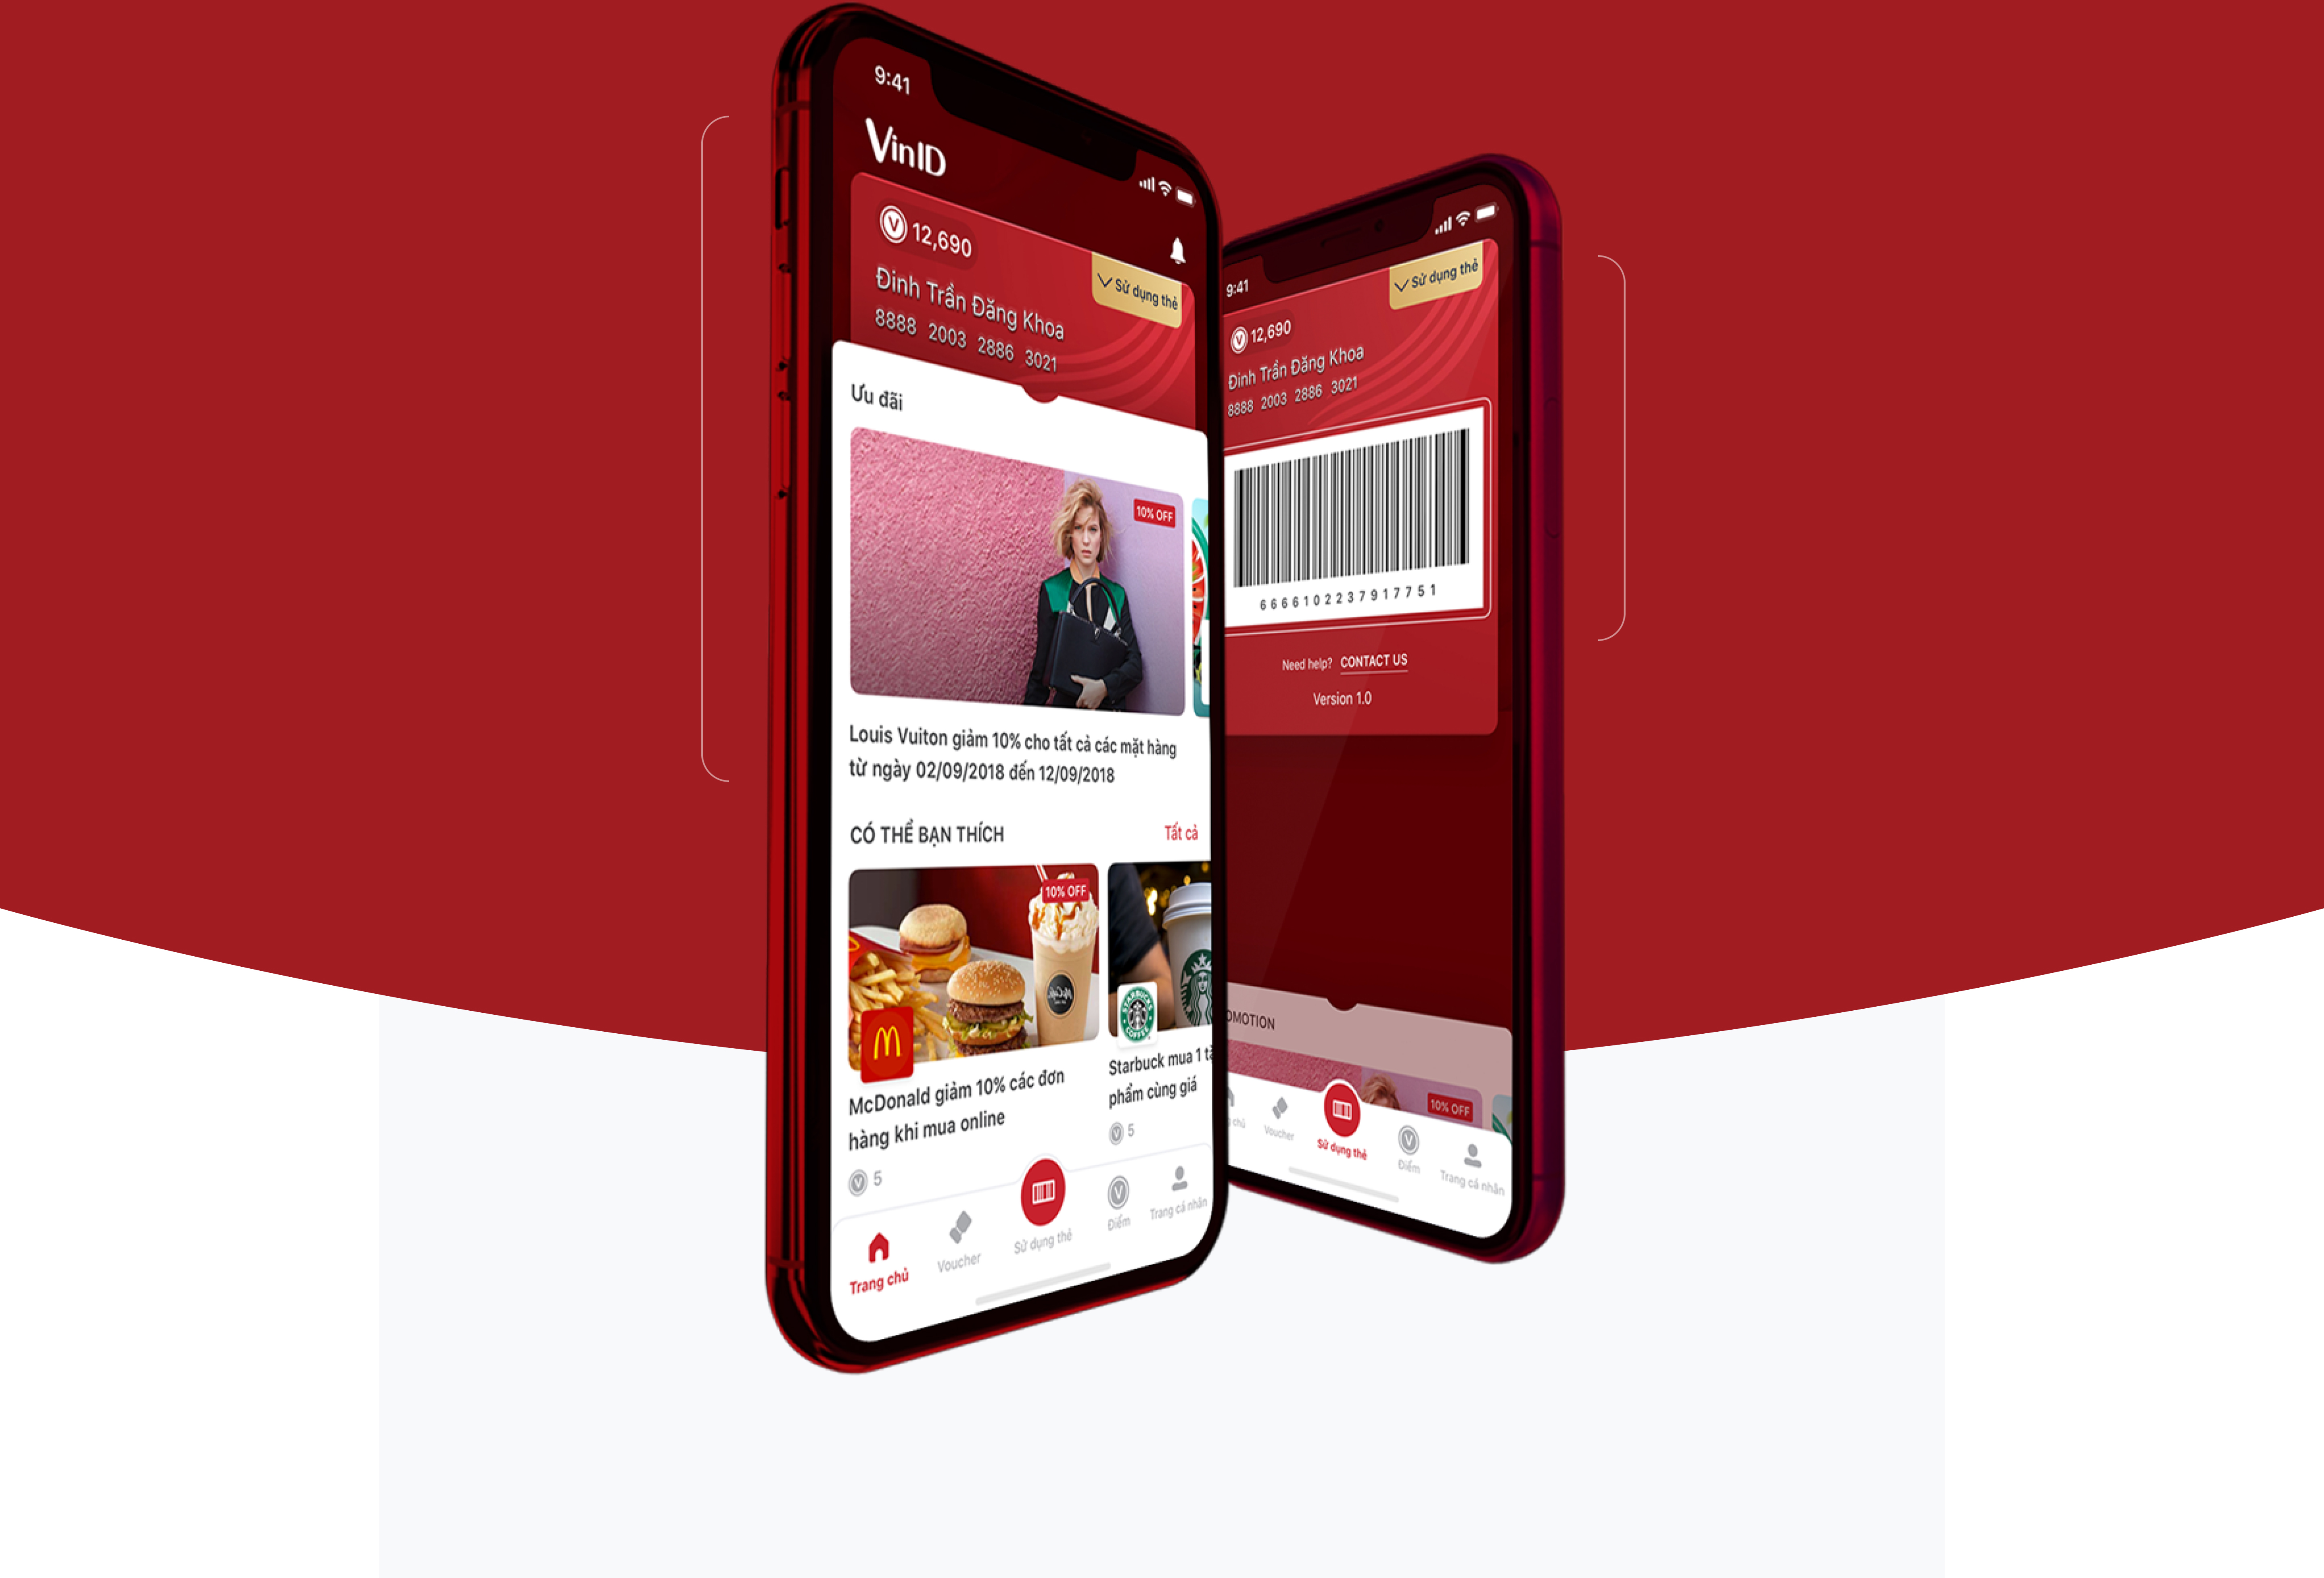 9:41
VinID
12,690
Sử dụng thẻ
Đinh Trần Đăng Khoa
8888 2003 2886 3021
Ưu đãi
10% OFF
Louis Vuiton giảm 10% cho tất cả các mặt hàng
từ ngày 02/09/2018 đến 12/09/2018
CÓ THỂ BẠN THÍCH
Tất cả
10% OFF
McCafé
STARBUCKS
COFFEE
McDonald giảm 10% các đơn
hàng khi mua online
5
Starbuck mua 1
phẩm cùng giá
5
Trang chủ
Voucher
Sử dụng thẻ
Điểm
Trang cá nhân
9:41
Sử dụng thẻ
12,690
Đinh Trần Đăng Khoa
8888 2003 2886 3021
66661022379177 51
Need help? CONTACT US
Version 1.0
OMOTION
10% OFF
chủ
Voucher
Sử dụng thẻ
Điểm
Trang cá nhân